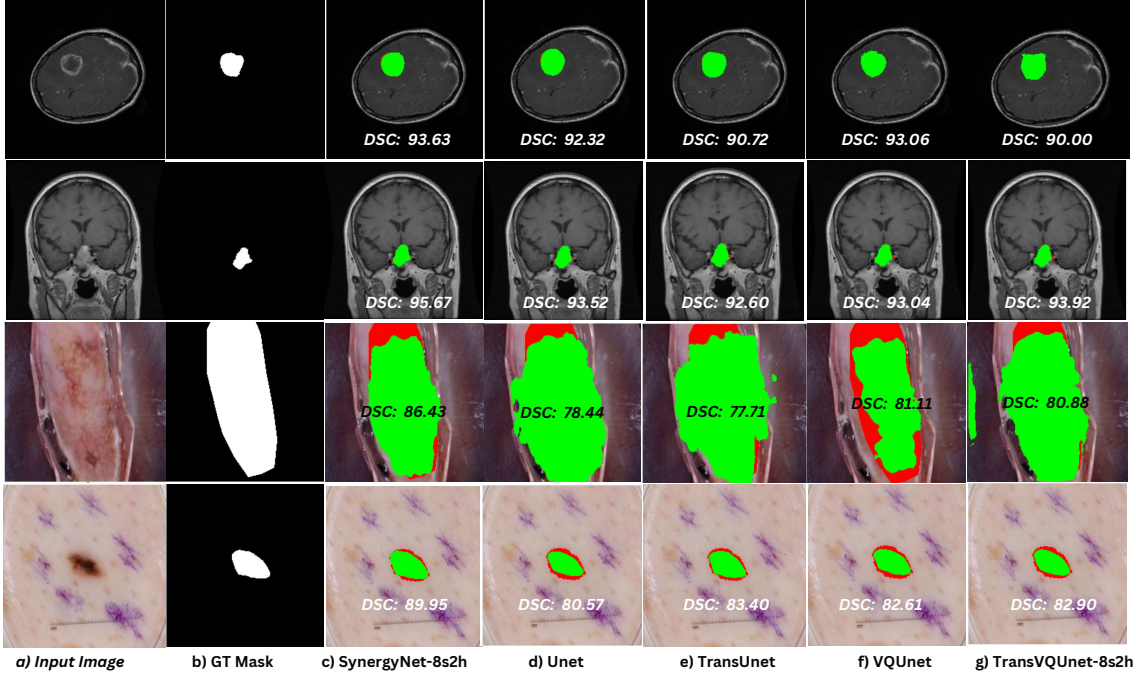 DSC: 93.63 DSC: 92.32 DSC: 90.72 DSC: 93.06 DSC: 90.00
DSC: 95.67 DSC: 93.52 DSC: 92.60 DSC: 93.04 DSC: 93.92
DSC: 86.43 DSC: 78.44 DSC: 77.71 DSC: 81.11 DSC: 80.88
DSC: 89.95 DSC: 80.57 DSC: 83.40 DSC: 82.61 DSC: 82.90
a) Input Image b) GT Mask c) SynergyNet-8s2h d) Unet e) TransUnet f) VQUnet g) TransVQUnet-8s2h